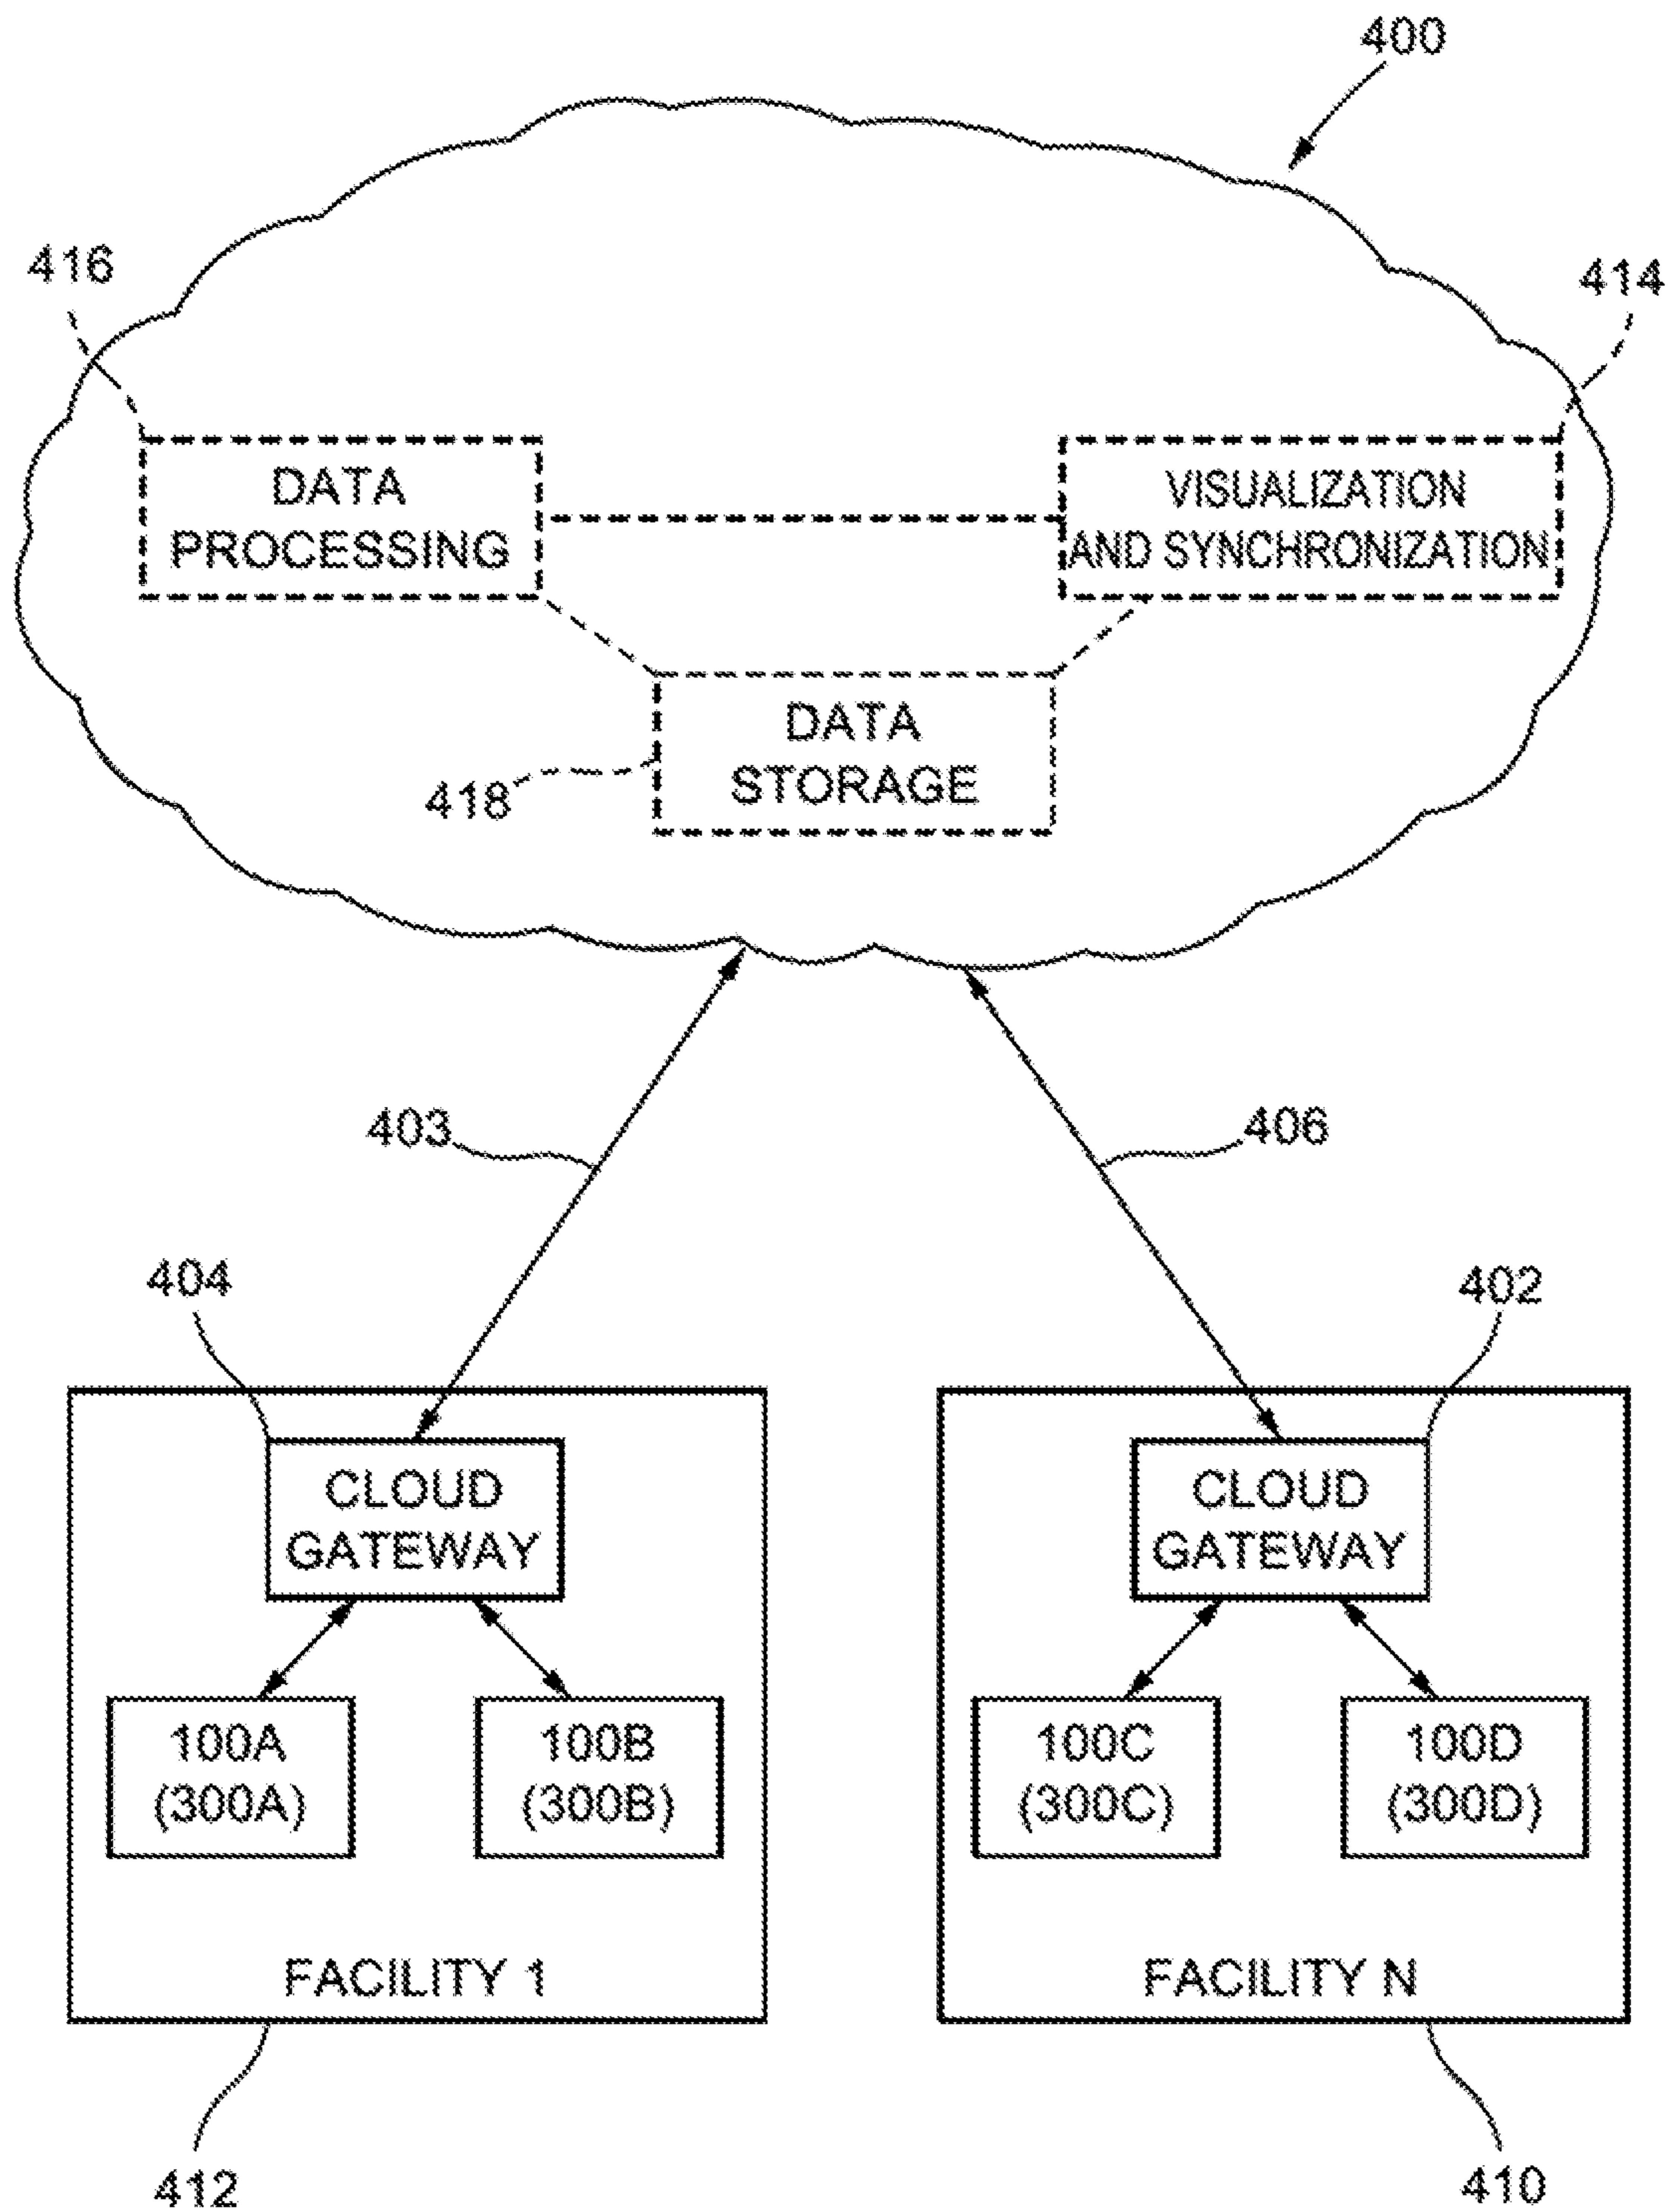 400
416
414
DATA
PROCESSING
VISUALIZATION
AND SYNCHRONIZATION
DATA
STORAGE
418
403
406
404
402
CLOUD
GATEWAY
CLOUD
GATEWAY
100A
(300A)
100B
(300B)
100C
(300C)
100D
(300D)
FACILITY 1
FACILITY N
412
410